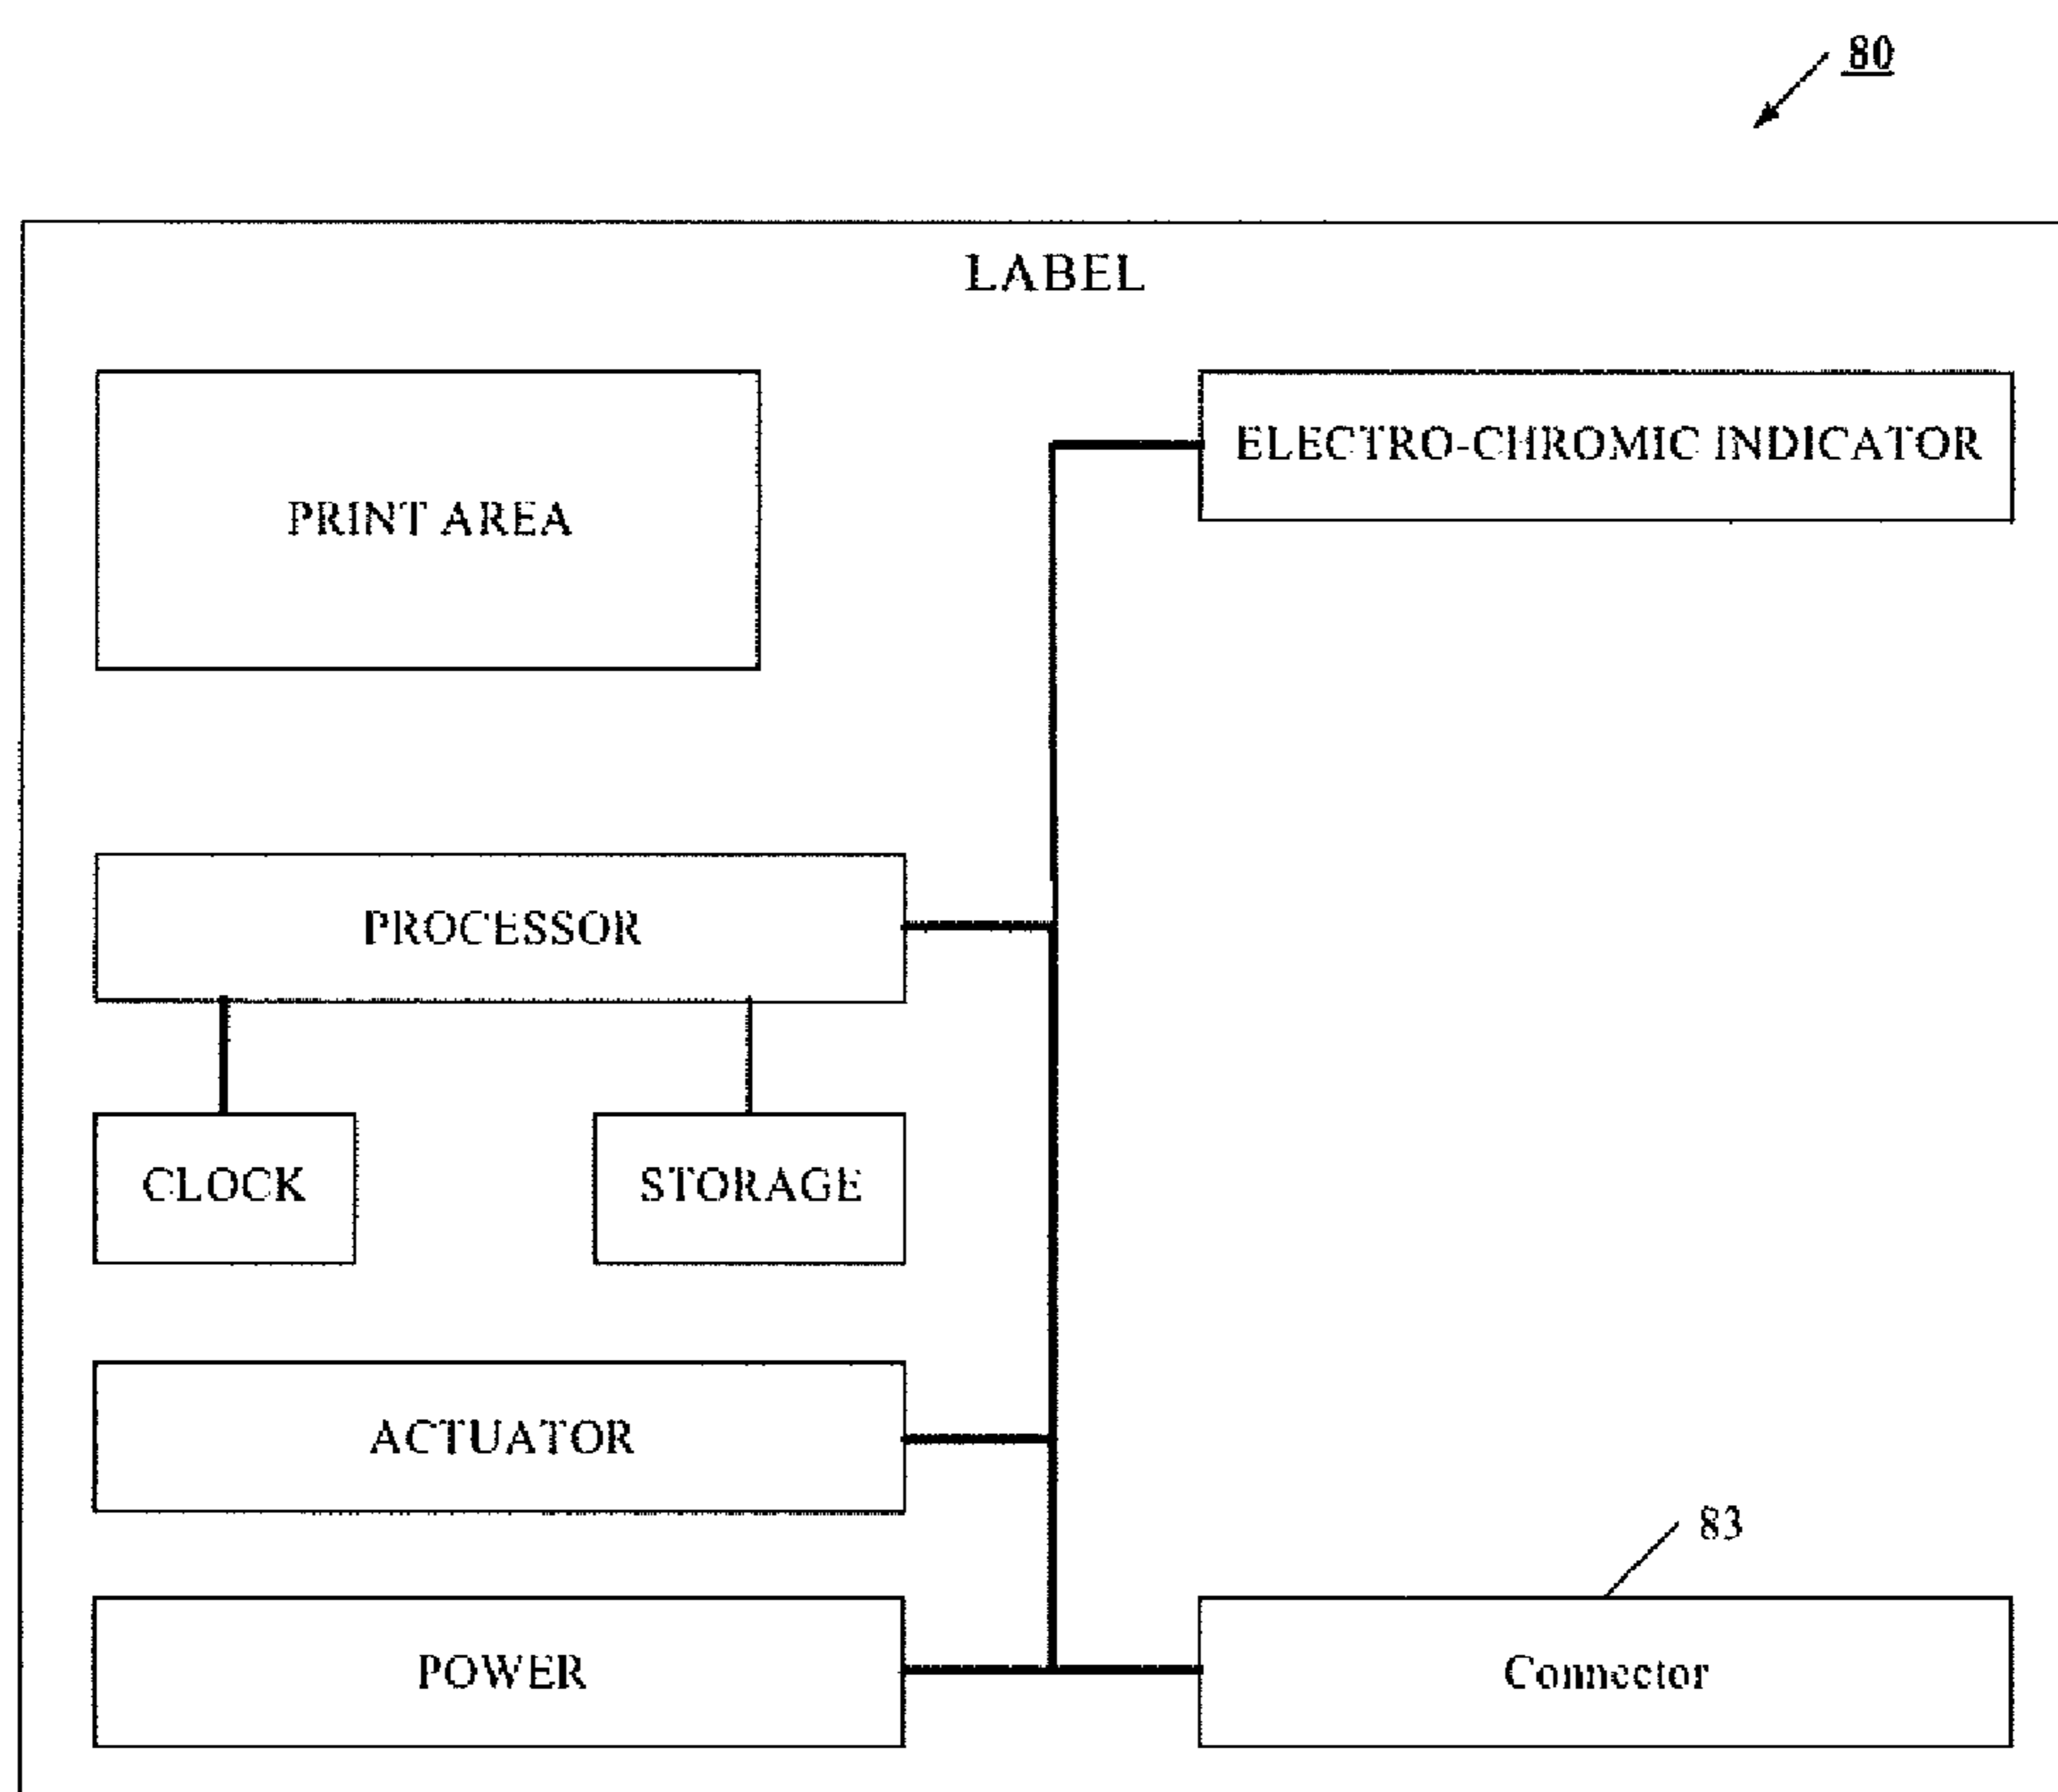 80
LABEL
PRINT AREA
ELECTRO-CHROMIC INDICATOR
PROCESSOR
CLOCK
STORAGE
ACTUATOR
83
POWER
Connector